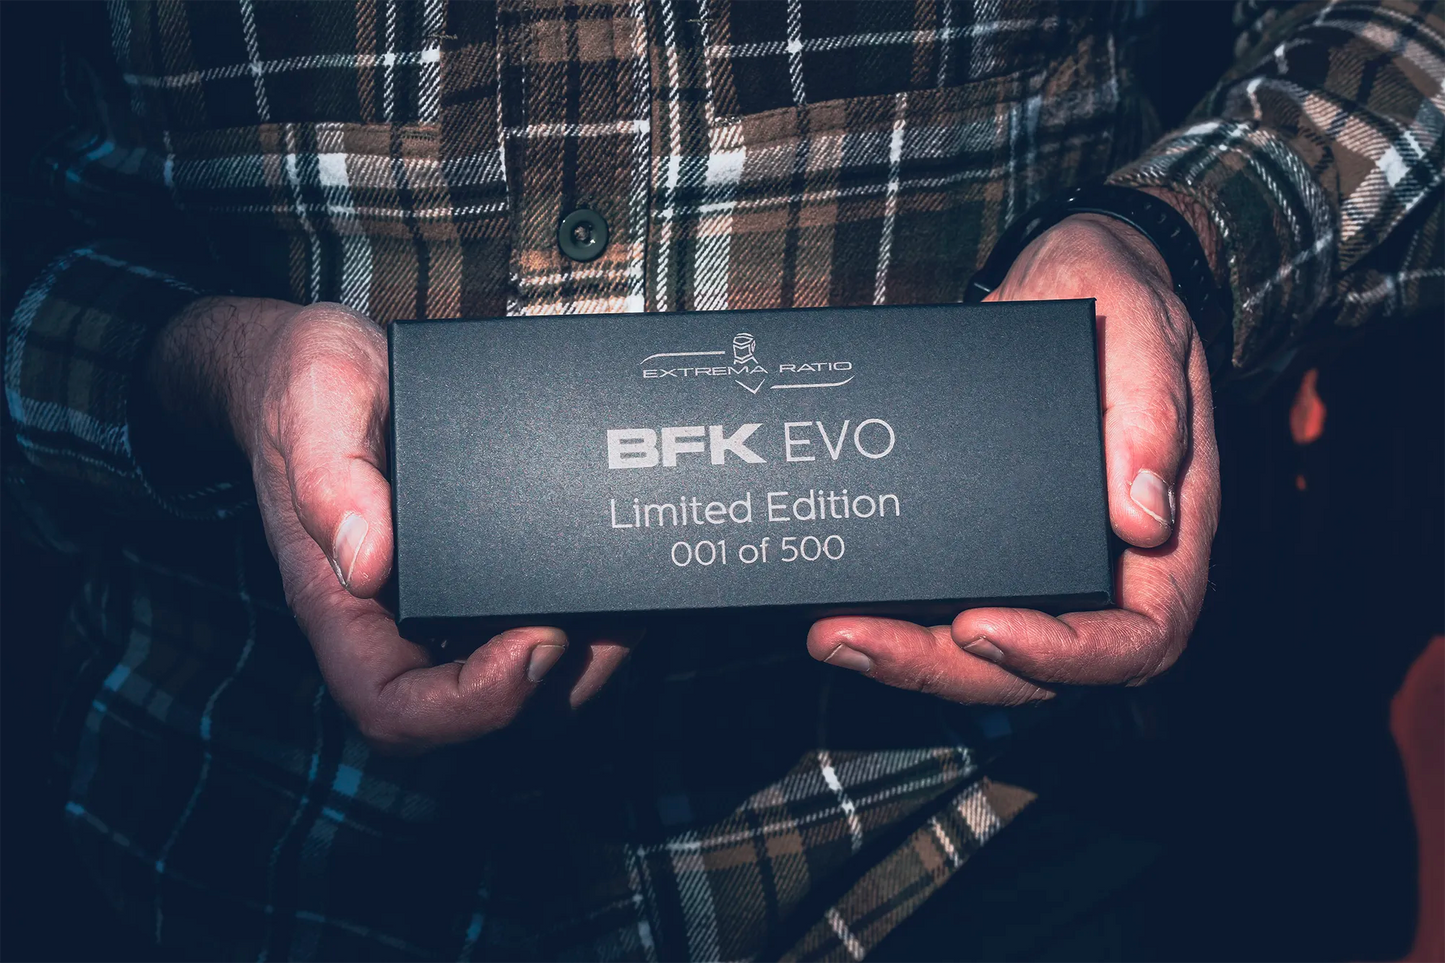 EXTREMA RATIO
BFK EVO
Limited Edition
001 of 500